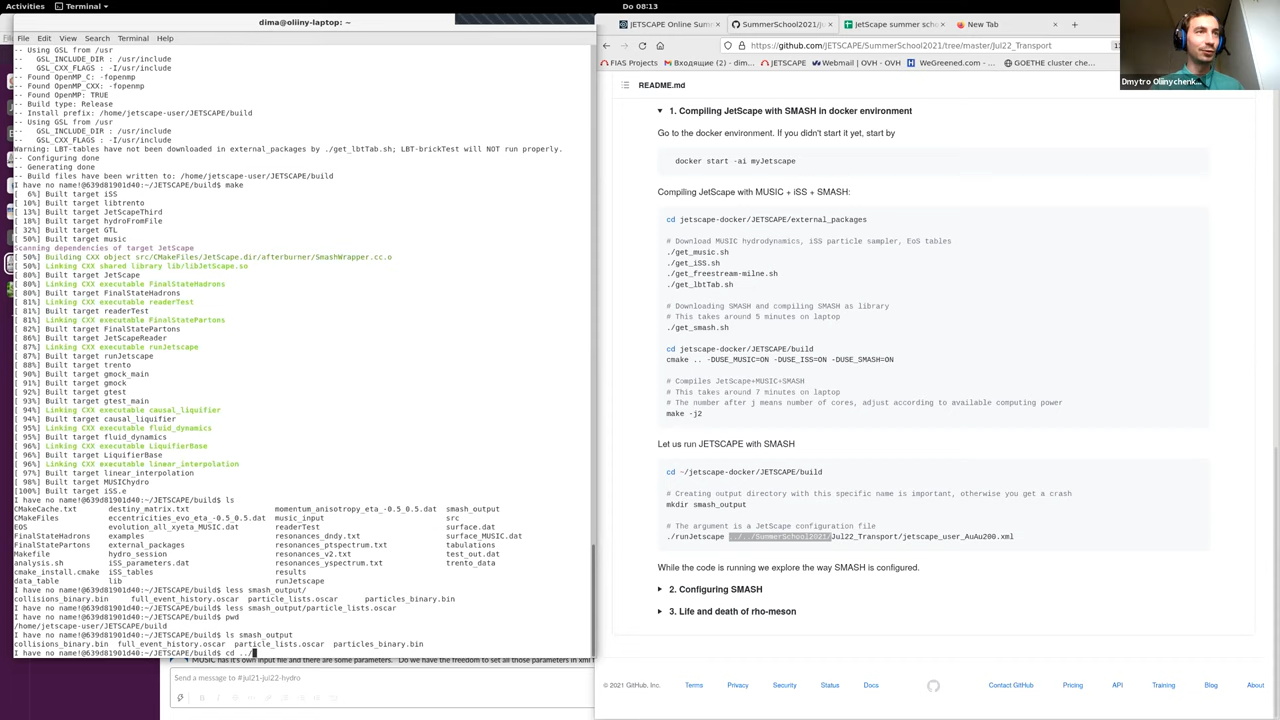 Activities
Do 08:13
dima@oliiny-laptop: ~
File Edit View Search Terminal Help
-- Using GSL from /usr
-- GSL_INCLUDE_DIR : /usr/include
-- GSL_CXX_FLAGS : -I/usr/include
-- Found OpenMP_C: -fopenmp
-- Found OpenMP_CXX: -fopenmp
-- Found OpenMP: TRUE
-- Build type: Release
-- Install prefix: /home/jetscape-user/JETSCAPE/build
-- Using GSL from /usr
-- GSL_INCLUDE_DIR : /usr/include
-- GSL_CXX_FLAGS : -I/usr/include
Warning: LBT-tables have not been downloaded in external_packages by ./get_lbtTab.sh; LBT-brickTest will NOT run properly.
-- Configuring done
-- Generating done
-- Build files have been written to: /home/jetscape-user/JETSCAPE/build
I have no name!@639d81901d40:~/JETSCAPE/build$ make
[ 6%] Built target iSS
[ 10%] Built target libtrento
[ 13%] Built target JetScapeThird
[ 18%] Built target hydroFromFile
[ 32%] Built target GTL
[ 50%] Built target music
Scanning dependencies of target JetScape
[ 50%] Building CXX object src/CMakeFiles/JetScape.dir/afterburner/SmashWrapper.cc.o
[ 50%] Linking CXX shared library lib/libJetScape.so
[ 80%] Built target JetScape
[ 80%] Linking CXX executable FinalStateHadrons
[ 80%] Built target FinalStateHadrons
[ 81%] Linking CXX executable readerTest
[ 81%] Built target readerTest
[ 81%] Linking CXX executable FinalStatePartons
[ 82%] Built target FinalStatePartons
[ 86%] Built target JetScapeReader
[ 87%] Linking CXX executable runJetscape
[ 87%] Built target runJetscape
[ 88%] Built target trento
[ 90%] Built target gmock_main
[ 91%] Built target gmock
[ 92%] Built target gtest
[ 93%] Built target gtest_main
[ 94%] Linking CXX executable causal_liquifier
[ 94%] Built target causal_liquifier
[ 95%] Linking CXX executable fluid_dynamics
[ 95%] Built target fluid_dynamics
[ 96%] Linking CXX executable LiquifierBase
[ 96%] Built target LiquifierBase
[ 96%] Linking CXX executable linear_interpolation
[ 97%] Built target linear_interpolation
[ 98%] Built target MUSIChydro
[100%] Built target iSS.e
I have no name!@639d81901d40:~/JETSCAPE/build$ ls
CMakeCache.txt destiny_matrix.txt momentum_anisotropy_eta_-0.5_0.5.dat smash_output
CMakeFiles eccentricities_evo_eta_-0.5_0.5.dat music_input src
EOS evolution_all_xyeta_MUSIC.dat readerTest surface.dat
FinalStateHadrons examples resonances_dndy.txt surface_MUSIC.dat
FinalStatePartons external_packages resonances_ptspectrum.txt tabulations
Makefile hydro_session resonances_v2.txt test_out.dat
analysis.sh iSS_parameters.dat resonances_yspectrum.txt trento_data
cmake_install.cmake iSS_tables results
data_table lib runJetscape
I have no name!@639d81901d40:~/JETSCAPE/build$ less smash_output/
collisions_binary.bin full_event_history.oscar particle_lists.oscar particles_binary.bin
I have no name!@639d81901d40:~/JETSCAPE/build$ less smash_output/particle_lists.oscar
I have no name!@639d81901d40:~/JETSCAPE/build$ pwd
/home/jetscape-user/JETSCAPE/build
I have no name!@639d81901d40:~/JETSCAPE/build$ ls smash_output
collisions_binary.bin full_event_history.oscar particle_lists.oscar particles_binary.bin
I have no name!@639d81901d40:~/JETSCAPE/build$ cd ../
MUSIC has it's own input file and there are some parameters. Do we have the freedom to set all those parameters in xml f
Send a message to #jul21-jul22-hydro
JETSCAPE Online Summ
SummerSchool2021/ju
JetScape summer sch
New Tab
https://github.com/JETSCAPE/SummerSchool2021/tree/master/Jul22_Transport
FIAS Projects
Входящие (2) - dim...
JETSCAPE
Webmail | OVH - OVH
WeGreened.com
GOETHE cluster che...
Dmytro Oliinychenk...
README.md
1. Compiling JetScape with SMASH in docker environment
Go to the docker environment. If you didn't start it yet, start by
docker start -ai myJetscape
Compiling JetScape with MUSIC + iSS + SMASH:
cd jetscape-docker/JETSCAPE/external_packages
# Download MUSIC hydrodynamics, iSS particle sampler, EoS tables
./get_music.sh
./get_iSS.sh
./get_freestream-milne.sh
./get_lbtTab.sh
# Downloading SMASH and compiling SMASH as library
# This takes around 5 minutes on laptop
./get_smash.sh
cd jetscape-docker/JETSCAPE/build
cmake .. -DUSE_MUSIC=ON -DUSE_ISS=ON -DUSE_SMASH=ON
# Compiles JetScape+MUSIC+SMASH
# This takes around 7 minutes on laptop
# The number after j means number of cores, adjust according to available computing power
make -j2
Let us run JETSCAPE with SMASH
cd ~/jetscape-docker/JETSCAPE/build
# Creating output directory with this specific name is important, otherwise you get a crash
mkdir smash_output
# The argument is a JetScape configuration file
./runJetscape ../../SummerSchool2021/Jul22_Transport/jetscape_user_AuAu200.xml
While the code is running we explore the way SMASH is configured.
2. Configuring SMASH
3. Life and death of rho-meson
© 2021 GitHub, Inc. Terms Privacy Security Status Docs Contact GitHub Pricing API Training Blog About